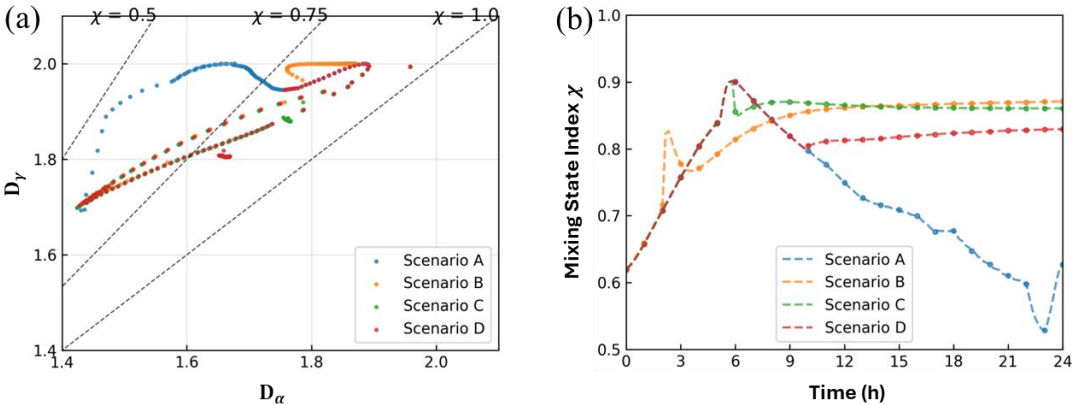 (a)
χ = 0.5
χ = 0.75
χ = 1.0
2.0
1.8
1.6
1.4
Dγ
1.4
1.6
1.8
2.0
Dα
Scenario A
Scenario B
Scenario C
Scenario D
(b)
1.0
0.9
0.8
0.7
0.6
0.5
Mixing State Index χ
0
3
6
9
12
15
18
21
24
Time (h)
Scenario A
Scenario B
Scenario C
Scenario D